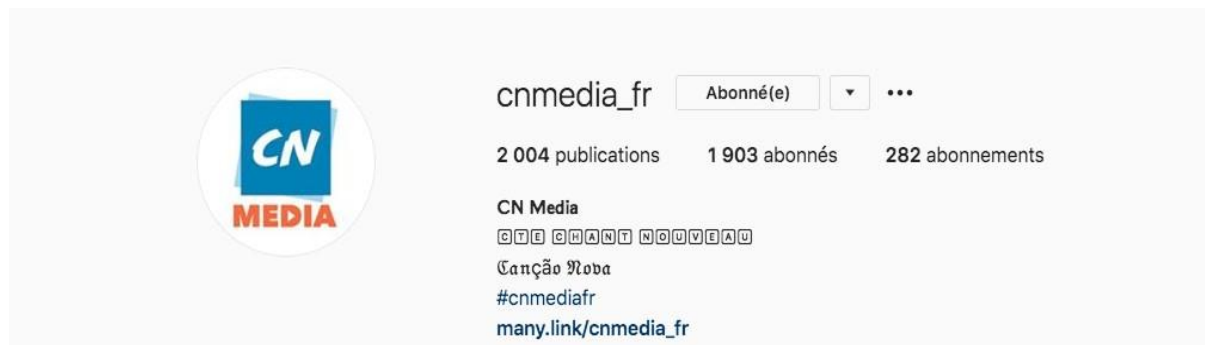 CN
MEDIA
cnmedia_fr Abonné(e)
2 004 publications 1 903 abonnés 282 abonnements
CN Media
🄲🅃🄴 🄲🄷🄰🄽🅃 🄽🄾🅄🅅🄴🄰🅄
ℭ𝔞𝔫çã𝔬 𝔑𝔬𝔳𝔞
#cnmediafr
many.link/cnmedia_fr